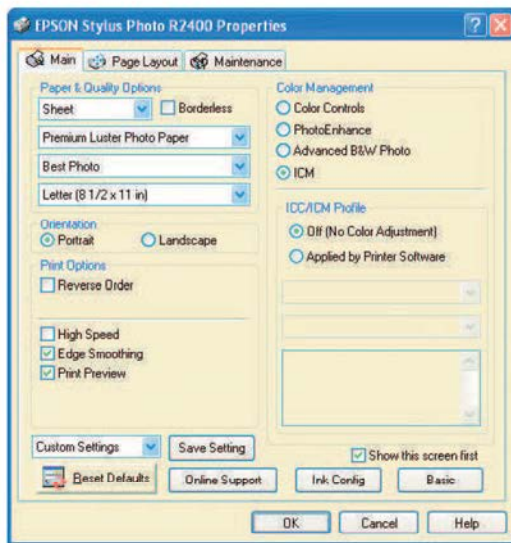 EPSON Stylus Photo R2400 Properties
Main
Page Layout
Maintenance
Paper & Quality Options
Sheet
Borderless
Premium Luster Photo Paper
Best Photo
Letter (8 1/2 x 11 in)
Orientation
Portrait
Landscape
Print Options
Reverse Order
High Speed
Edge Smoothing
Print Preview
Color Management
Color Controls
PhotoEnhance
Advanced B&W Photo
ICM
ICC/ICM Profile
Off (No Color Adjustment)
Applied by Printer Software
Custom Settings
Save Setting
Show this screen first
Reset Defaults
Online Support
Ink Config
Basic
OK
Cancel
Help